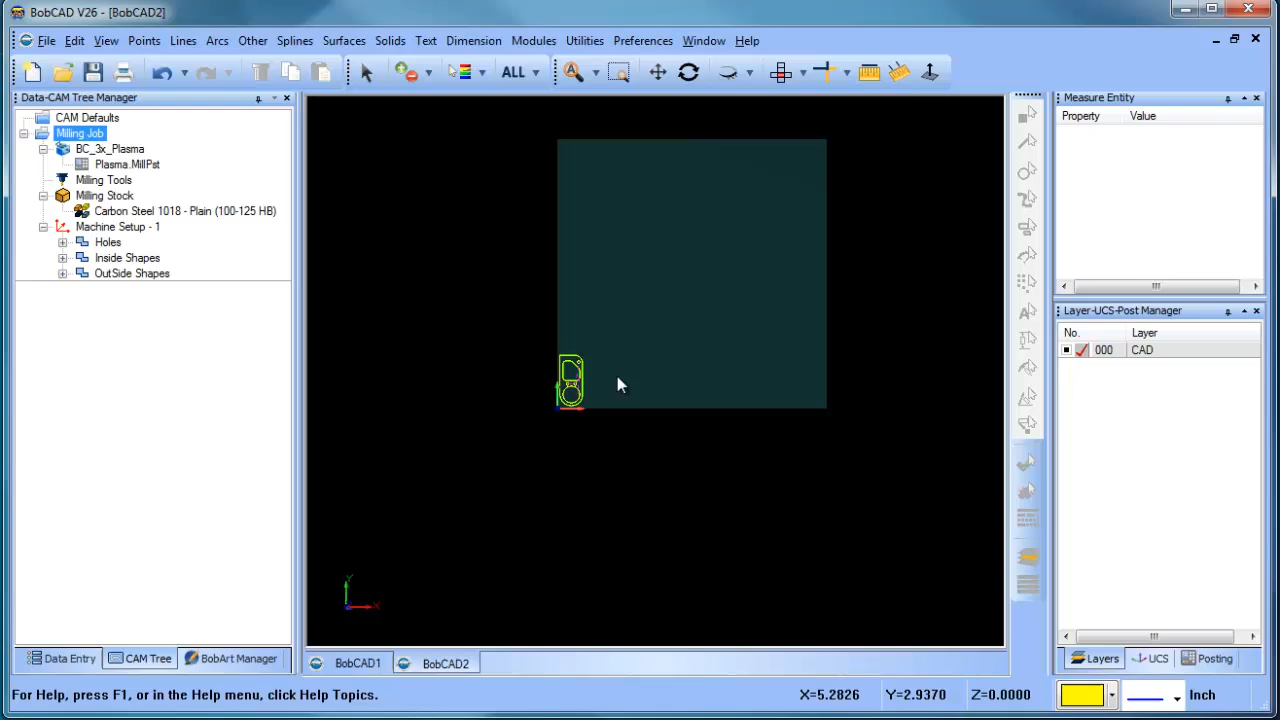 BobCAD V26 - [BobCAD2]
File Edit View Points Lines Arcs Other Splines Surfaces Solids Text Dimension Modules Utilities Preferences Window Help
ALL
Data-CAM Tree Manager
CAM Defaults
Milling Job
BC_3x_Plasma
Plasma.MillPst
Milling Tools
Milling Stock
Carbon Steel 1018 - Plain (100-125 HB)
Machine Setup - 1
Holes
Inside Shapes
OutSide Shapes
Y
X
Measure Entity
Property Value
Layer-UCS-Post Manager
No. Layer
000 CAD
Data Entry CAM Tree BobArt Manager
BobCAD1 BobCAD2
Layers UCS Posting
For Help, press F1, or in the Help menu, click Help Topics. X=5.2826 Y=2.9370 Z=0.0000 Inch